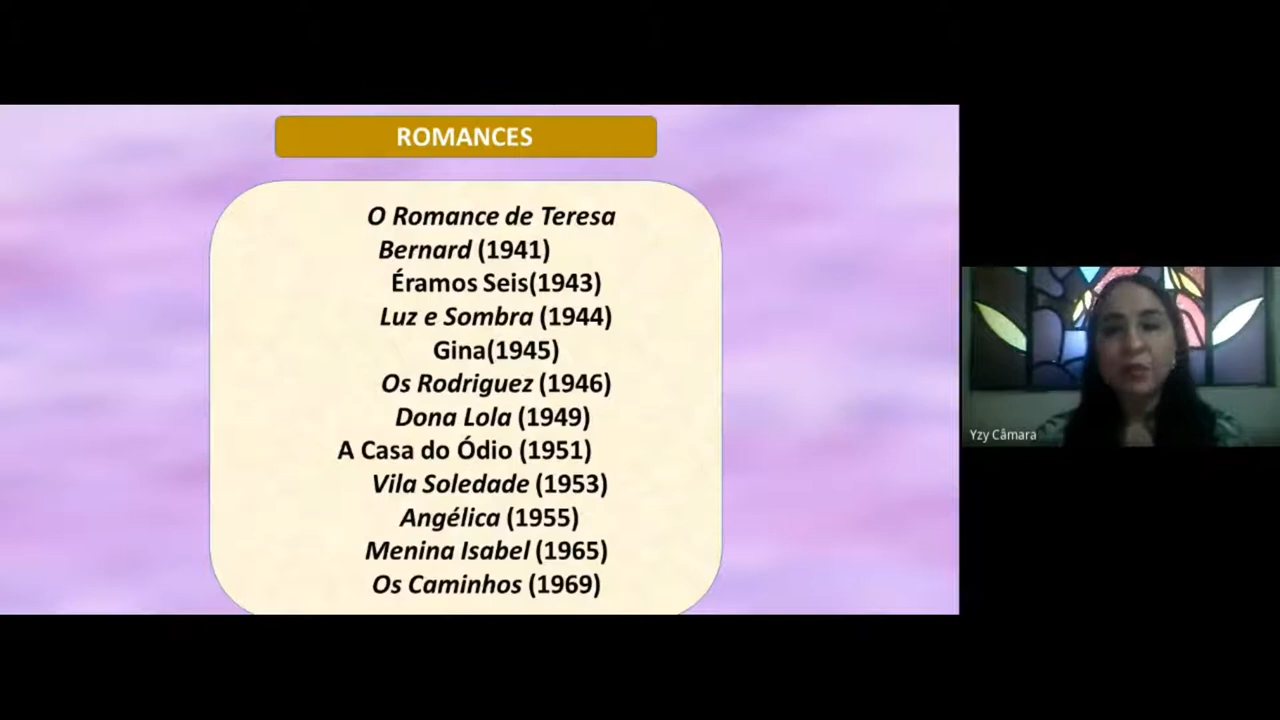 ROMANCES
O Romance de Teresa
Bernard (1941)
Éramos Seis(1943)
Luz e Sombra (1944)
Gina(1945)
Os Rodriguez (1946)
Dona Lola (1949)
A Casa do Ódio (1951)
Vila Soledade (1953)
Angélica (1955)
Menina Isabel (1965)
Os Caminhos (1969)
Yzy Câmara